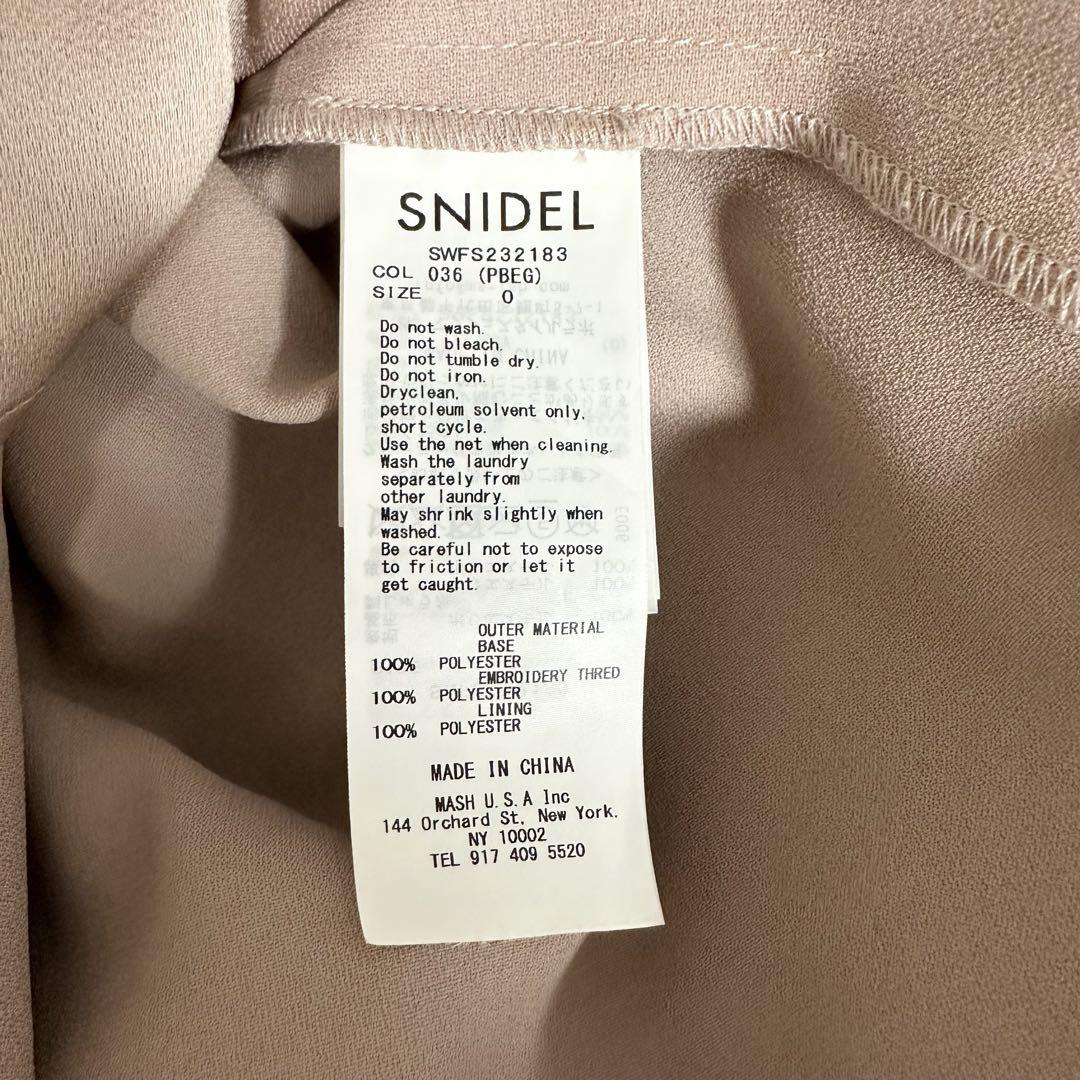 SNIDEL
SWFS232183
COL 036 (PBEG)
SIZE 0
Do not wash.
Do not bleach.
Do not tumble dry.
Do not iron.
Dryclean,
petroleum solvent only,
short cycle.
Use the net when cleaning.
Wash the laundry
separately from
other laundry.
May shrink slightly when
washed.
Be careful not to expose
to friction or let it
get caught.
OUTER MATERIAL
BASE
100% POLYESTER
EMBROIDERY THRED
100% POLYESTER
LINING
100% POLYESTER
MADE IN CHINA
MASH U.S.A Inc
144 Orchard St, New York,
NY 10002
TEL 917 409 5520